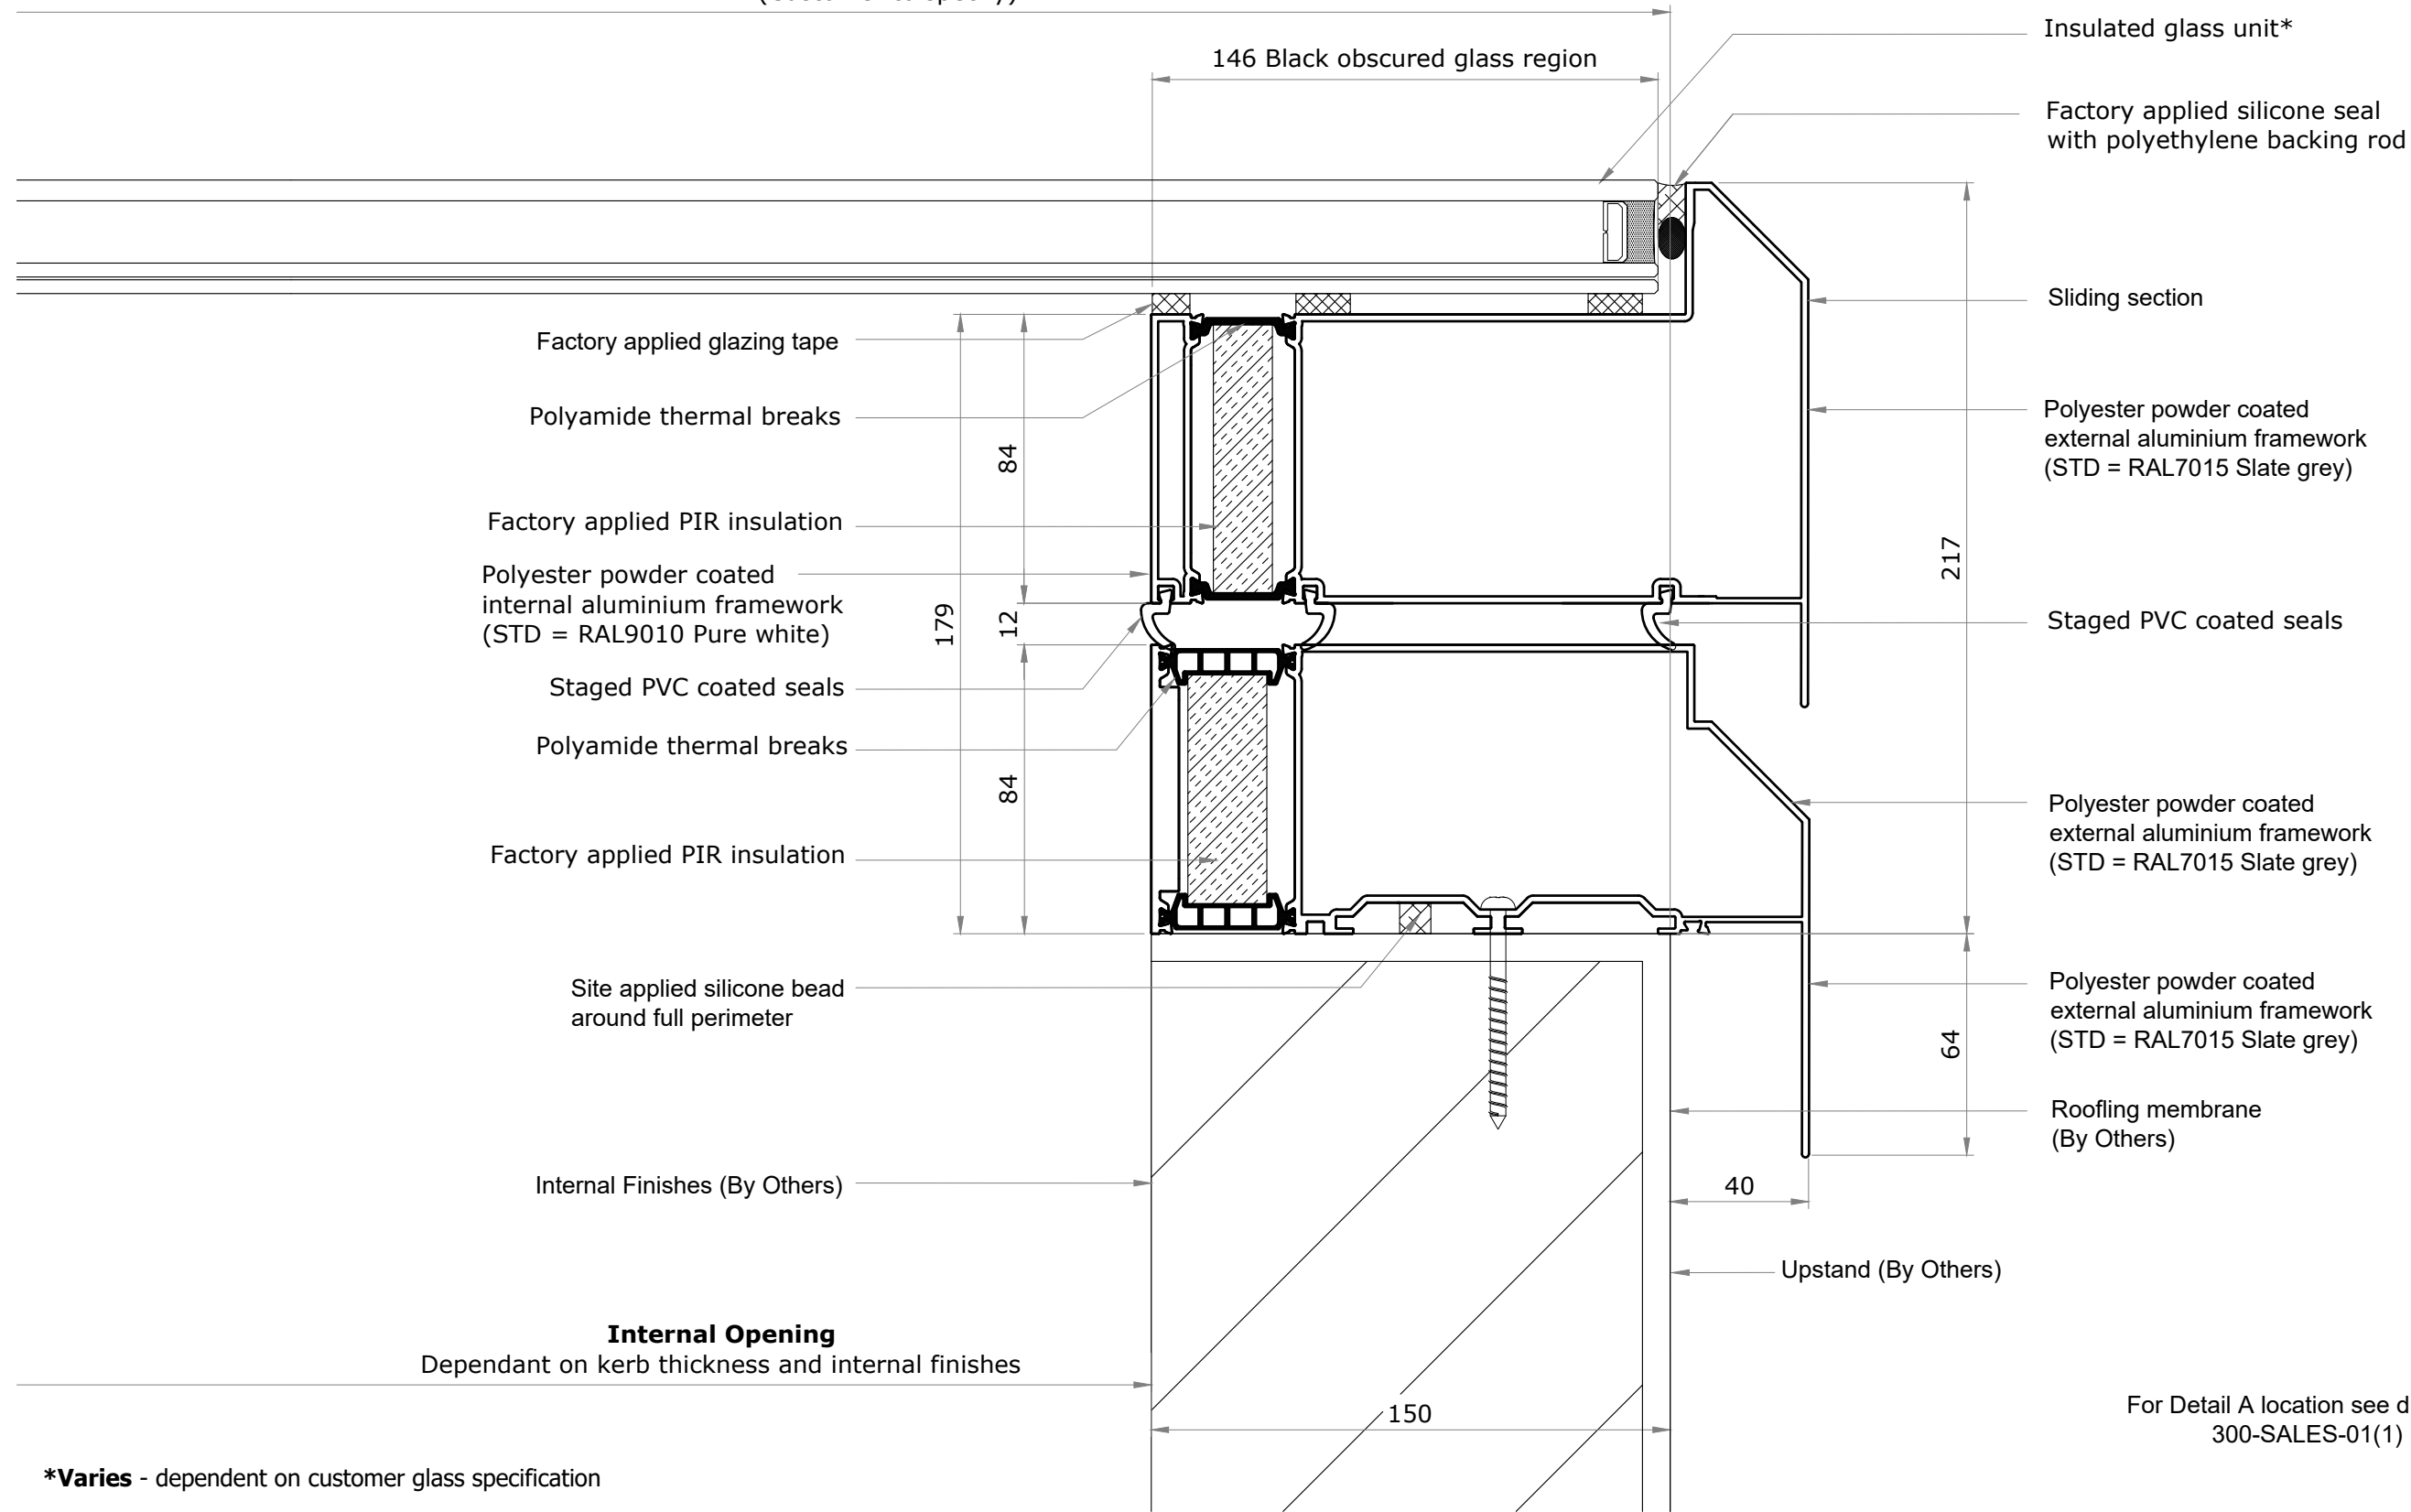 146 Black obscured glass region
Insulated glass unit*
Factory applied silicone seal
with polyethylene backing rod
Sliding section
Factory applied glazing tape
Polyamide thermal breaks
Polyester powder coated
external aluminium framework
(STD = RAL7015 Slate grey)
84
Factory applied PIR insulation
217
Polyester powder coated
internal aluminium framework
(STD = RAL9010 Pure white)
179
12
Staged PVC coated seals
Staged PVC coated seals
Polyamide thermal breaks
84
Polyester powder coated
external aluminium framework
(STD = RAL7015 Slate grey)
Factory applied PIR insulation
Site applied silicone bead
around full perimeter
Polyester powder coated
external aluminium framework
(STD = RAL7015 Slate grey)
64
Roofling membrane
(By Others)
Internal Finishes (By Others)
40
Upstand (By Others)
Internal Opening
Dependant on kerb thickness and internal finishes
150
For Detail A location see d
300-SALES-01(1)
*Varies - dependent on customer glass specification